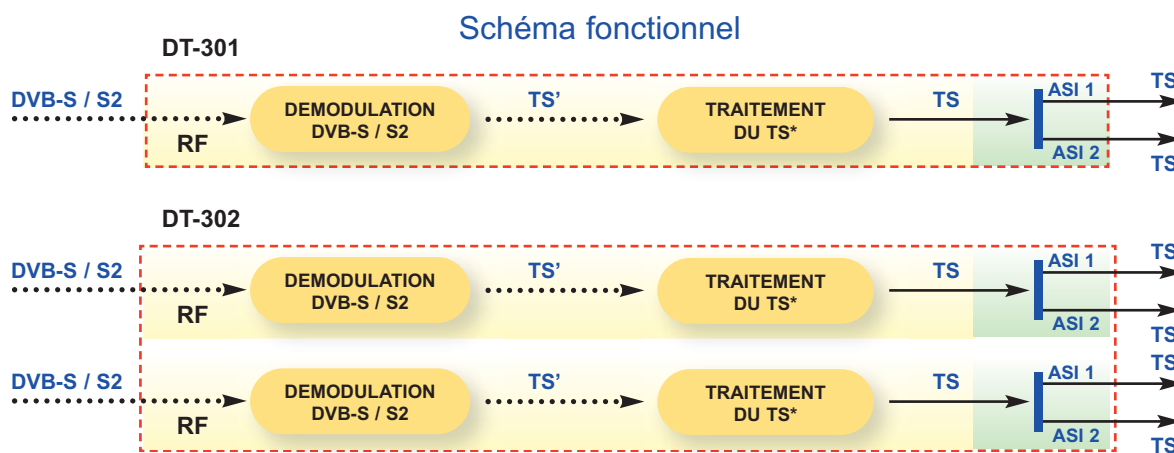 Schéma fonctionnel
DT-301
DVB-S / S2
RF
DEMODULATION
DVB-S / S2
TS’
TRAITEMENT
DU TS*
TS
ASI 1
ASI 2
TS
TS
DT-302
DVB-S / S2
RF
DEMODULATION
DVB-S / S2
TS’
TRAITEMENT
DU TS*
TS
ASI 1
ASI 2
TS
TS
DVB-S / S2
RF
DEMODULATION
DVB-S / S2
TS’
TRAITEMENT
DU TS*
TS
ASI 1
ASI 2
TS
TS